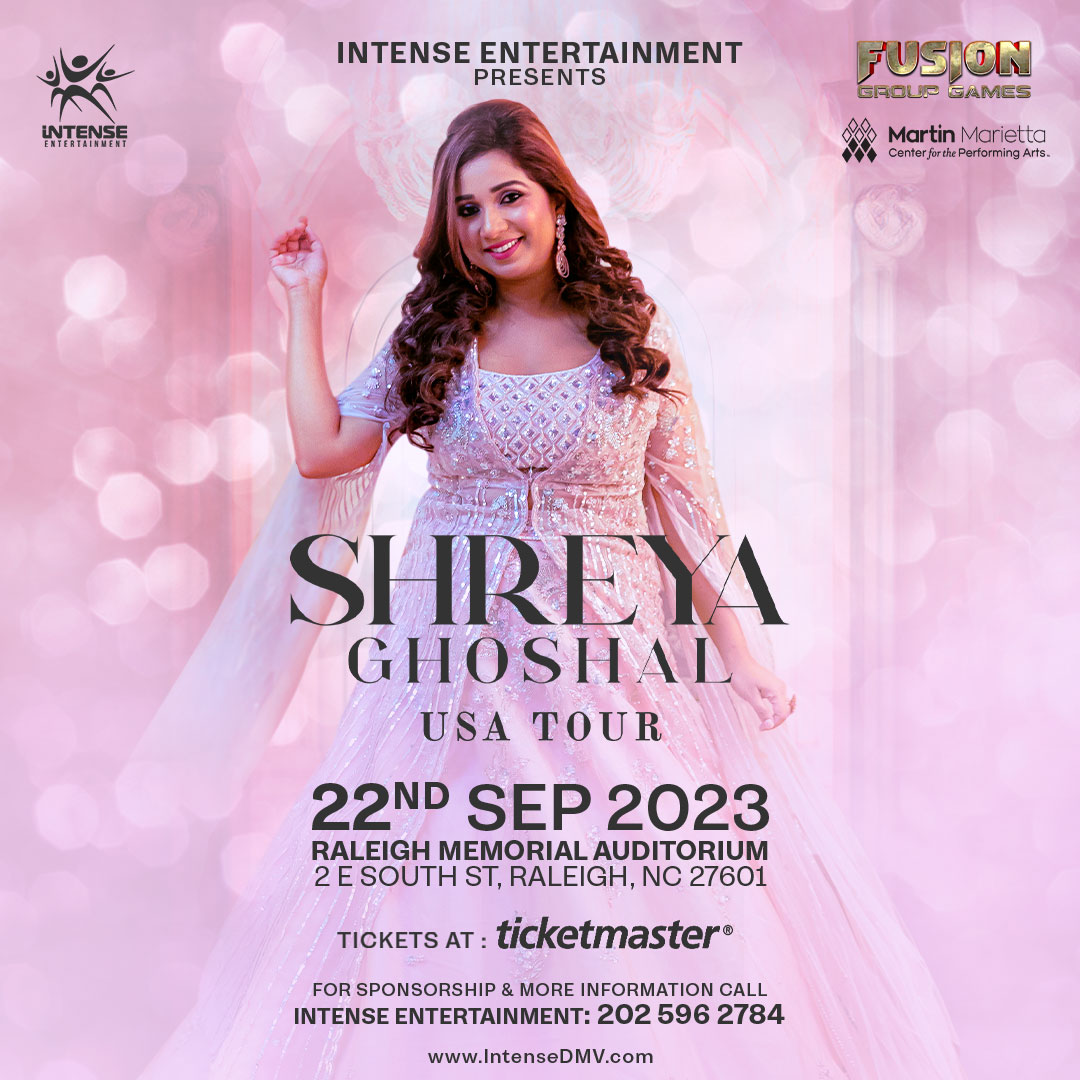 INTENSE ENTERTAINMENT
PRESENTS
INTENSE
ENTERTAINMENT
FUSION
GROUP GAMES
Martin Marietta
Center for the Performing Arts
SHREYA
GHOSHAL
USA TOUR
22ND SEP 2023
RALEIGH MEMORIAL AUDITORIUM
2 E SOUTH ST, RALEIGH, NC 27601
TICKETS AT : ticketmaster®
FOR SPONSORSHIP & MORE INFORMATION CALL
INTENSE ENTERTAINMENT: 202 596 2784
www.IntenseDMV.com